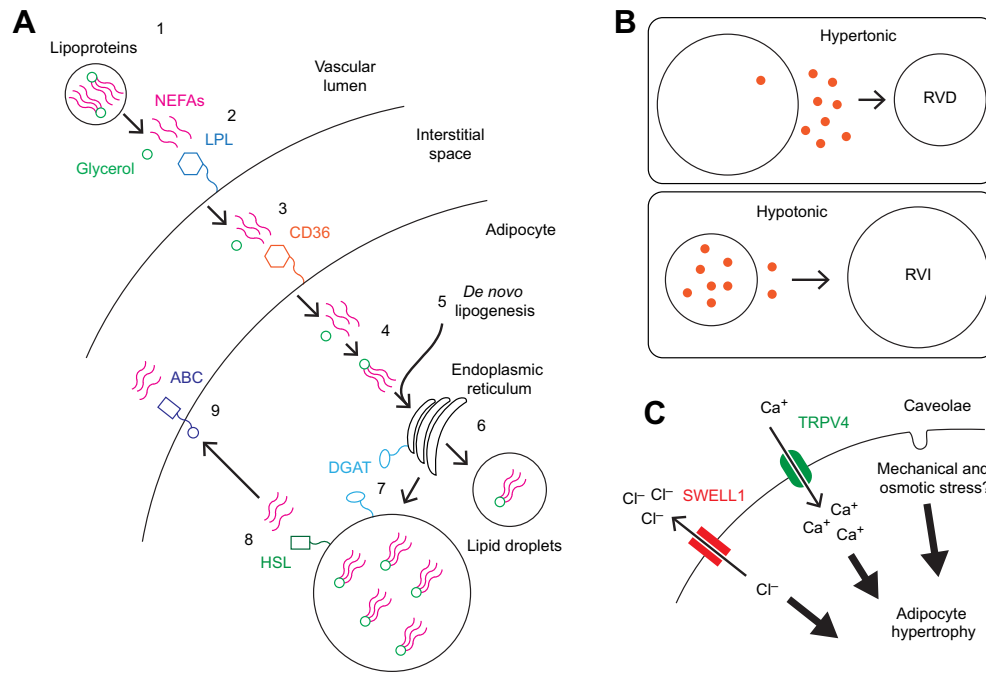 A
1
Lipoproteins
NEFAs
2
LPL
Glycerol
Vascular
lumen
Interstitial
space
3
CD36
Adipocyte
De novo
lipogenesis
5
4
Endoplasmic
reticulum
6
ABC
9
DGAT
7
8
HSL
Lipid droplets
B
Hypertonic
RVD
Hypotonic
RVI
C
Ca⁺
TRPV4
Caveolae
Mechanical and
osmotic stress?
Cl⁻ Cl⁻
Cl⁻
Cl⁻
SWELL1
Ca⁺
Ca⁺
Ca⁺
Cl⁻
Adipocyte
hypertrophy